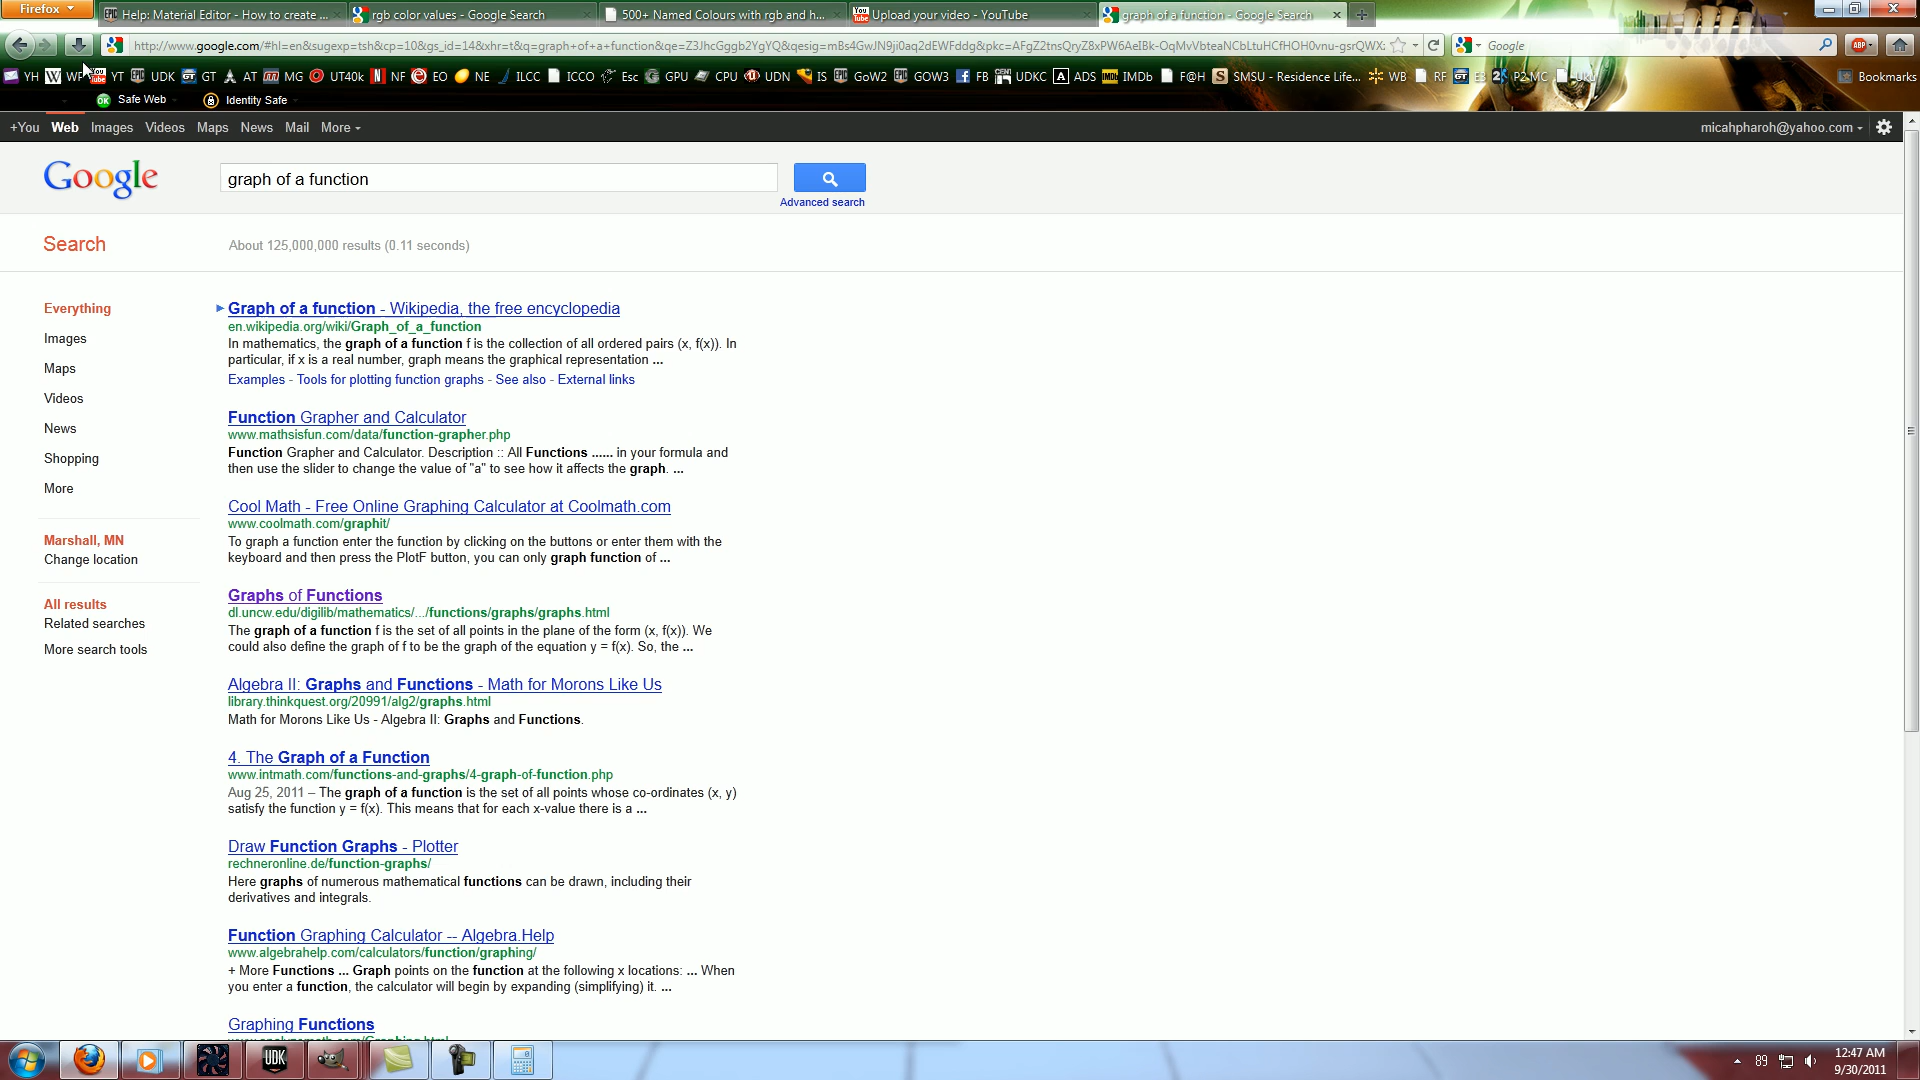 Firefox
Help: Material Editor - How to create ...
rgb color values - Google Search
500+ Named Colours with rgb and h...
Upload your video - YouTube
graph of a function - Google Search
http://www.google.com/#hl=en&sugexp=tsh&cp=10&gs_id=14&xhr=t&q=graph+of+a+function&qe=Z3JhcGggb2YgYQ&qesig=mBs4GwJN9ji0aq2dEWFddg&pkc=AFgZ2tnsQryZ8xPW6AeIBk-OqMvVbteaNCbLtuHCfHOH0vnu-gsrQWX
Google
ABP
YH WP YT UDK GT AT MG UT40k NF EO NE ILCC ICCO Esc GPU CPU UDN IS GoW2 GOW3 FB UDKC ADS IMDb F@H SMSU - Residence Life... WB RF E3 P2 MC
Bookmarks
OK Safe Web Identity Safe
+You Web Images Videos Maps News Mail More
micahpharoh@yahoo.com
Google
graph of a function
Advanced search
Search
About 125,000,000 results (0.11 seconds)
Everything
Images
Maps
Videos
News
Shopping
More
Marshall, MN
Change location
All results
Related searches
More search tools
Graph of a function - Wikipedia, the free encyclopedia
en.wikipedia.org/wiki/Graph_of_a_function
In mathematics, the graph of a function f is the collection of all ordered pairs (x, f(x)). In
particular, if x is a real number, graph means the graphical representation ...
Examples - Tools for plotting function graphs - See also - External links
Function Grapher and Calculator
www.mathsisfun.com/data/function-grapher.php
Function Grapher and Calculator. Description :: All Functions ...... in your formula and
then use the slider to change the value of "a" to see how it affects the graph. ...
Cool Math - Free Online Graphing Calculator at Coolmath.com
www.coolmath.com/graphit/
To graph a function enter the function by clicking on the buttons or enter them with the
keyboard and then press the PlotF button, you can only graph function of ...
Graphs of Functions
dl.uncw.edu/digilib/mathematics/.../functions/graphs/graphs.html
The graph of a function f is the set of all points in the plane of the form (x, f(x)). We
could also define the graph of f to be the graph of the equation y = f(x). So, the ...
Algebra II: Graphs and Functions - Math for Morons Like Us
library.thinkquest.org/20991/alg2/graphs.html
Math for Morons Like Us - Algebra II: Graphs and Functions.
4. The Graph of a Function
www.intmath.com/functions-and-graphs/4-graph-of-function.php
Aug 25, 2011 – The graph of a function is the set of all points whose co-ordinates (x, y)
satisfy the function y = f(x). This means that for each x-value there is a ...
Draw Function Graphs - Plotter
rechneronline.de/function-graphs/
Here graphs of numerous mathematical functions can be drawn, including their
derivatives and integrals.
Function Graphing Calculator -- Algebra.Help
www.algebrahelp.com/calculators/function/graphing/
+ More Functions ... Graph points on the function at the following x locations: ... When
you enter a function, the calculator will begin by expanding (simplifying) it. ...
Graphing Functions
UDK
89
12:47 AM
9/30/2011